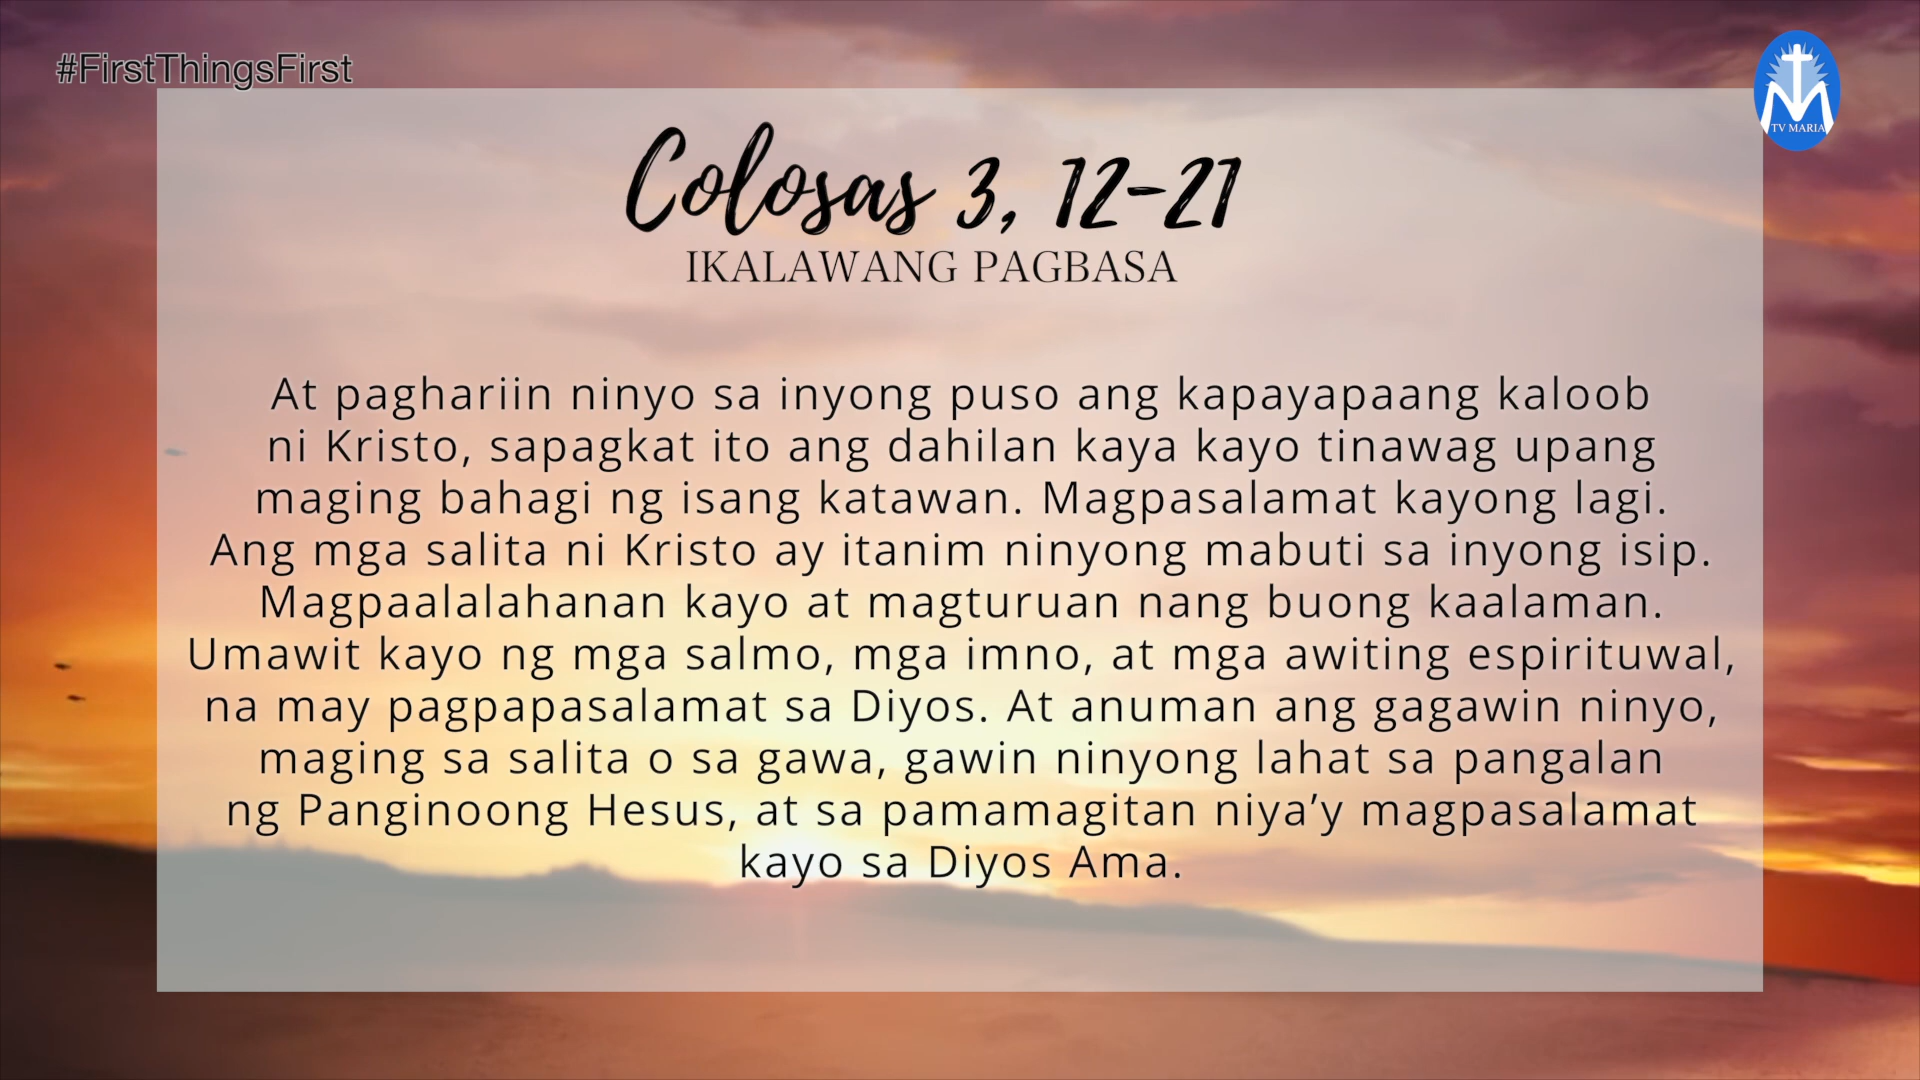 #FirstThingsFirst
TV MARIA
Colosas 3, 12-21
IKALAWANG PAGBASA
At paghariin ninyo sa inyong puso ang kapayapaang kaloob
ni Kristo, sapagkat ito ang dahilan kaya kayo tinawag upang
maging bahagi ng isang katawan. Magpasalamat kayong lagi.
Ang mga salita ni Kristo ay itanim ninyong mabuti sa inyong isip.
Magpaalalahanan kayo at magturuan nang buong kaalaman.
Umawit kayo ng mga salmo, mga imno, at mga awiting espirituwal,
na may pagpapasalamat sa Diyos. At anuman ang gagawin ninyo,
maging sa salita o sa gawa, gawin ninyong lahat sa pangalan
ng Panginoong Hesus, at sa pamamagitan niya’y magpasalamat
kayo sa Diyos Ama.